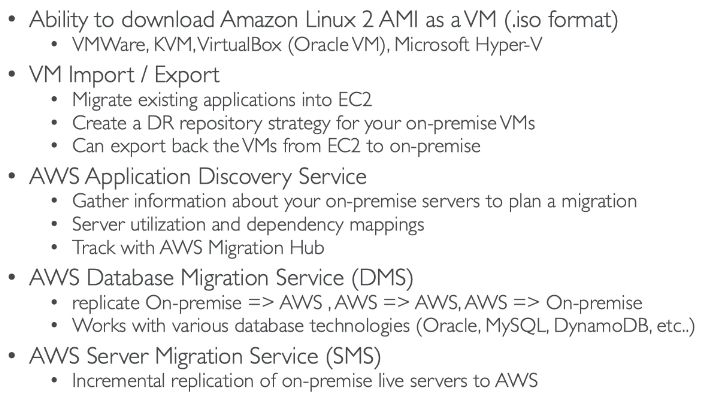 • Ability to download Amazon Linux 2 AMI as a VM (.iso format)
• VMWare, KVM, VirtualBox (Oracle VM), Microsoft Hyper-V
• VM Import / Export
• Migrate existing applications into EC2
• Create a DR repository strategy for your on-premise VMs
• Can export back the VMs from EC2 to on-premise
• AWS Application Discovery Service
• Gather information about your on-premise servers to plan a migration
• Server utilization and dependency mappings
• Track with AWS Migration Hub
• AWS Database Migration Service (DMS)
• replicate On-premise => AWS , AWS => AWS, AWS => On-premise
• Works with various database technologies (Oracle, MySQL, DynamoDB, etc..)
• AWS Server Migration Service (SMS)
• Incremental replication of on-premise live servers to AWS